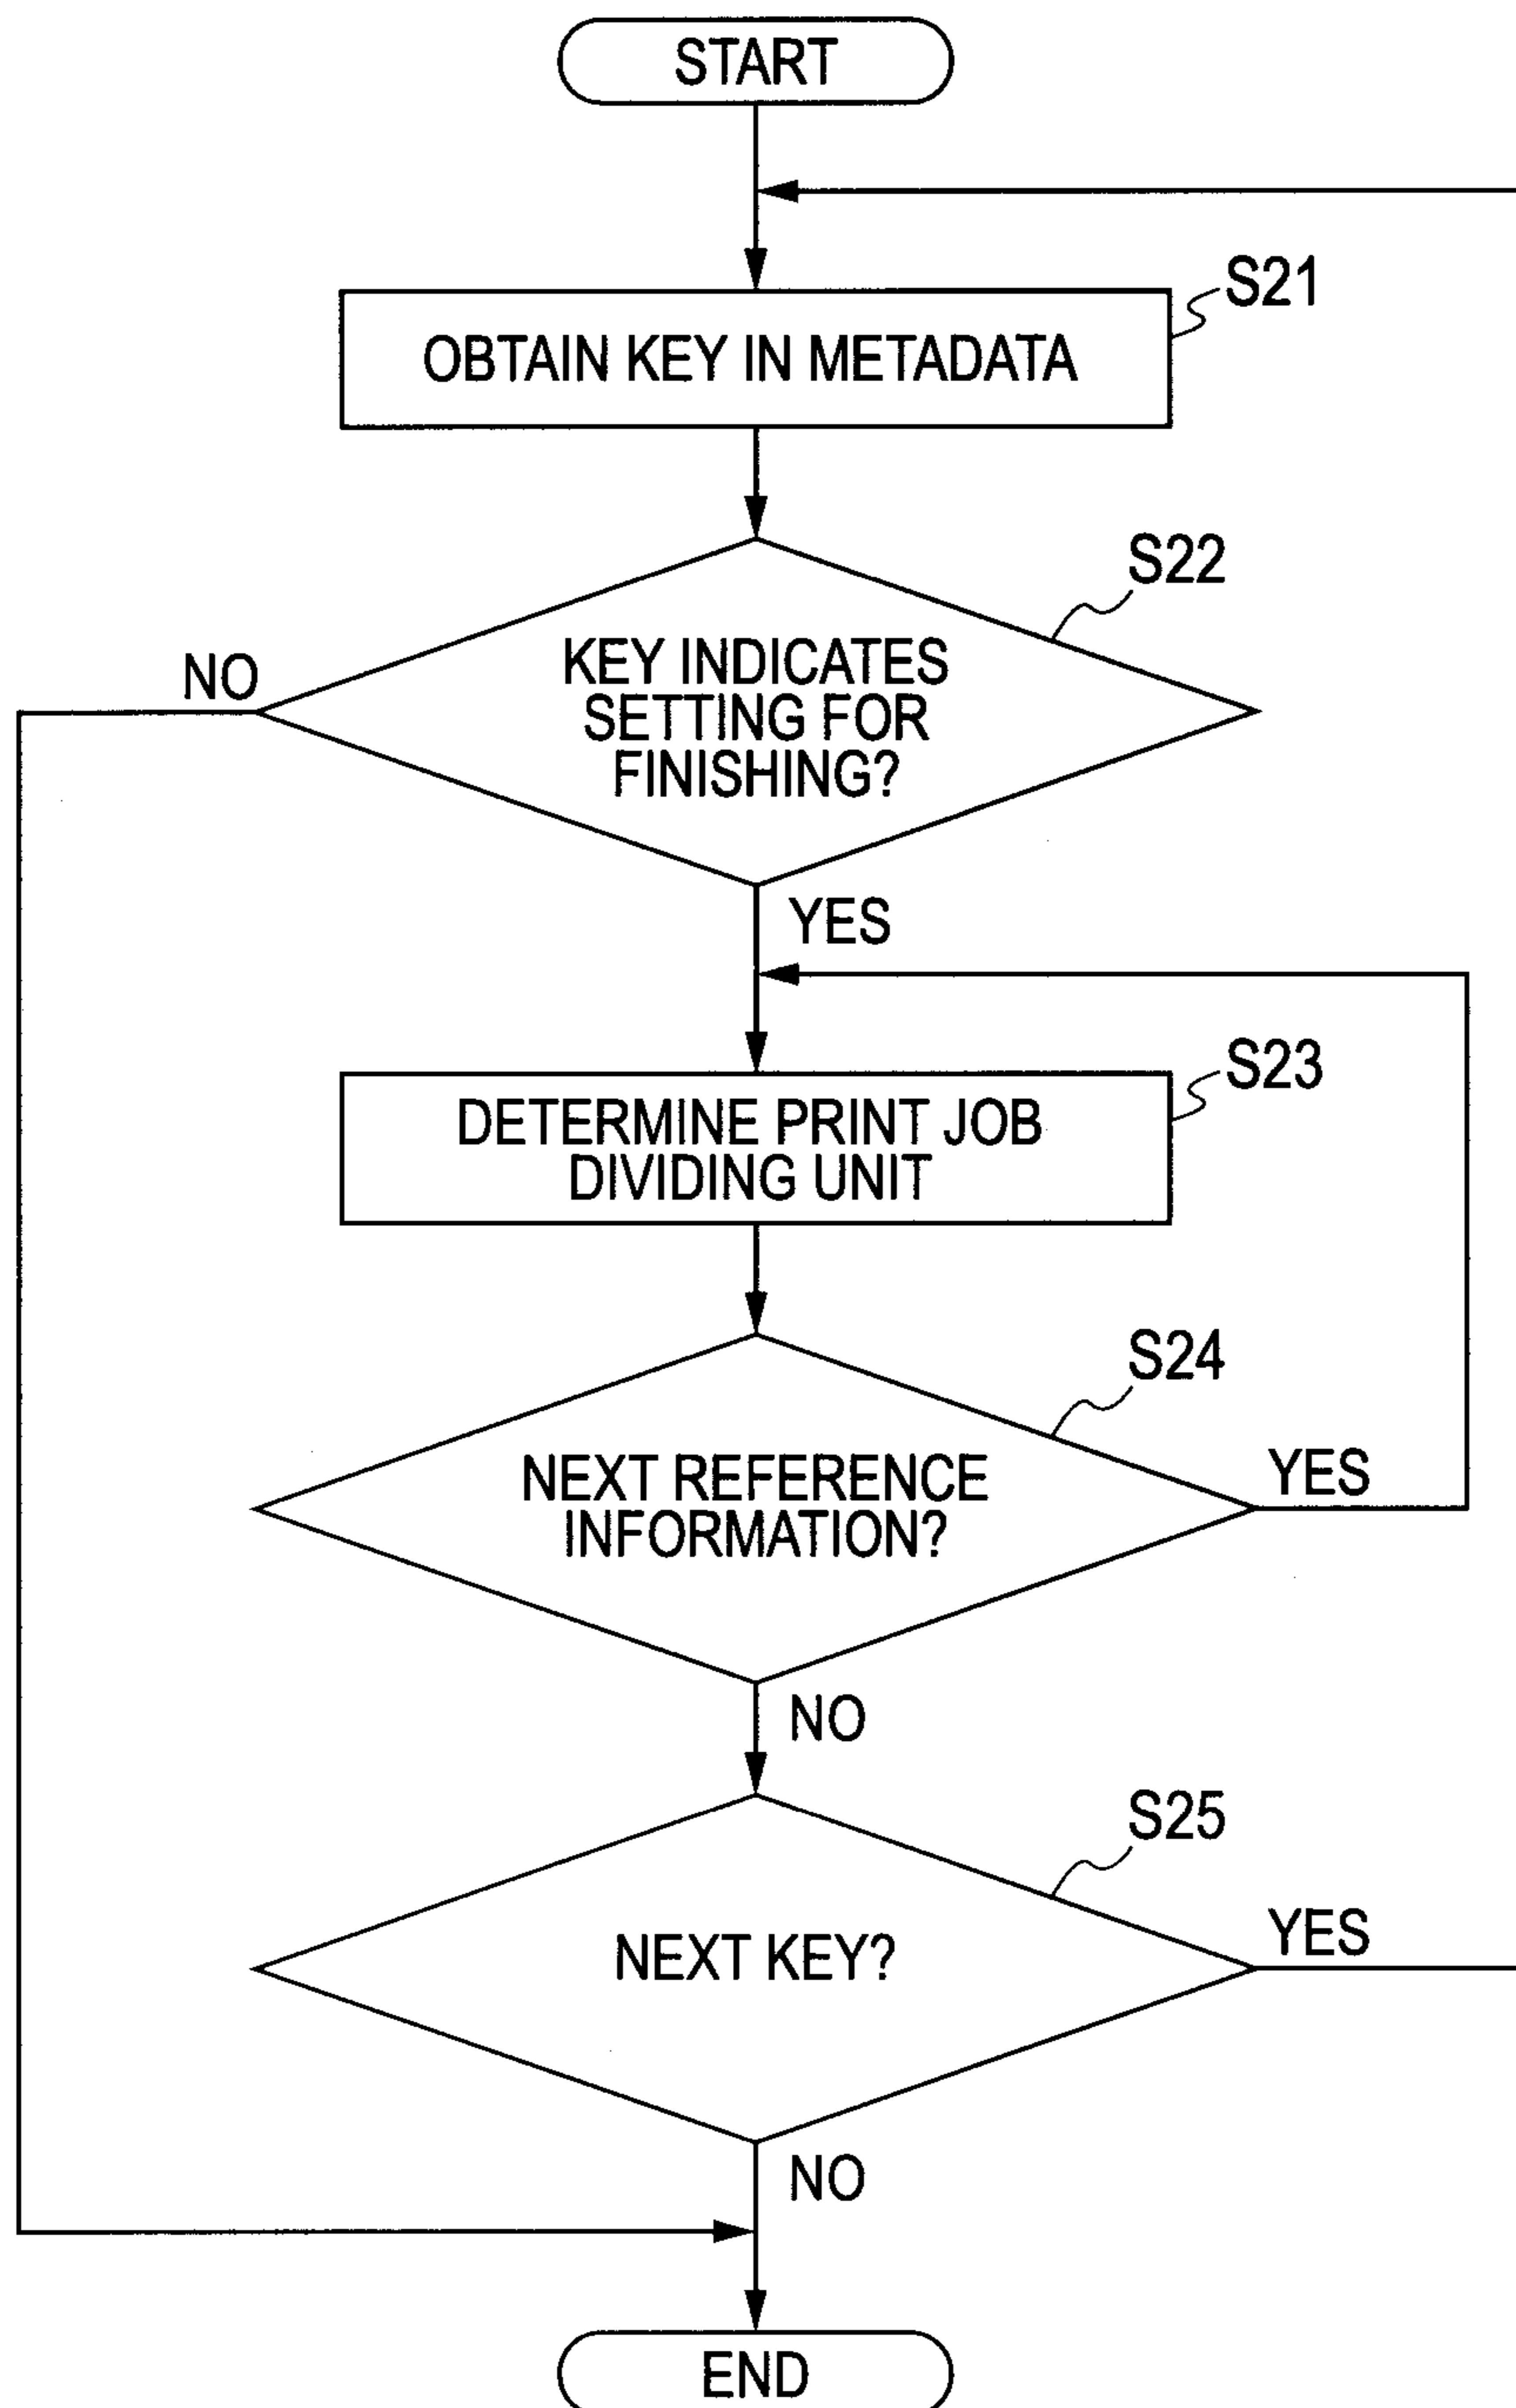 START
S21
OBTAIN KEY IN METADATA
S22
NO
KEY INDICATES
SETTING FOR
FINISHING?
YES
S23
DETERMINE PRINT JOB
DIVIDING UNIT
S24
NEXT REFERENCE
INFORMATION?
YES
NO
S25
NEXT KEY?
YES
NO
END